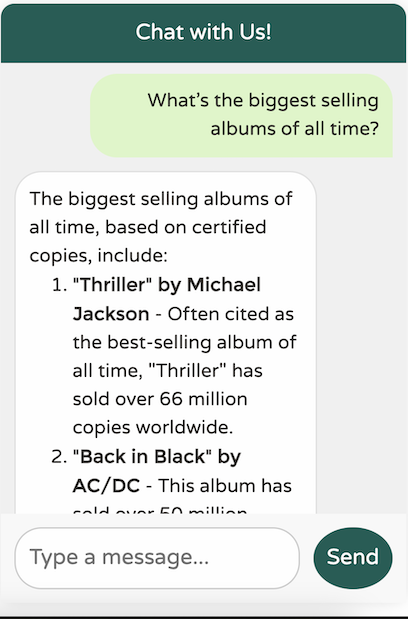 Chat with Us!
What's the biggest selling
albums of all time?
The biggest selling albums of
all time, based on certified
copies, include:
1. "Thriller" by Michael
Jackson - Often cited as
the best-selling album of
all time, "Thriller" has
sold over 66 million
copies worldwide.
2. "Back in Black" by
AC/DC - This album has
sold over 50 million
Type a message...
Send